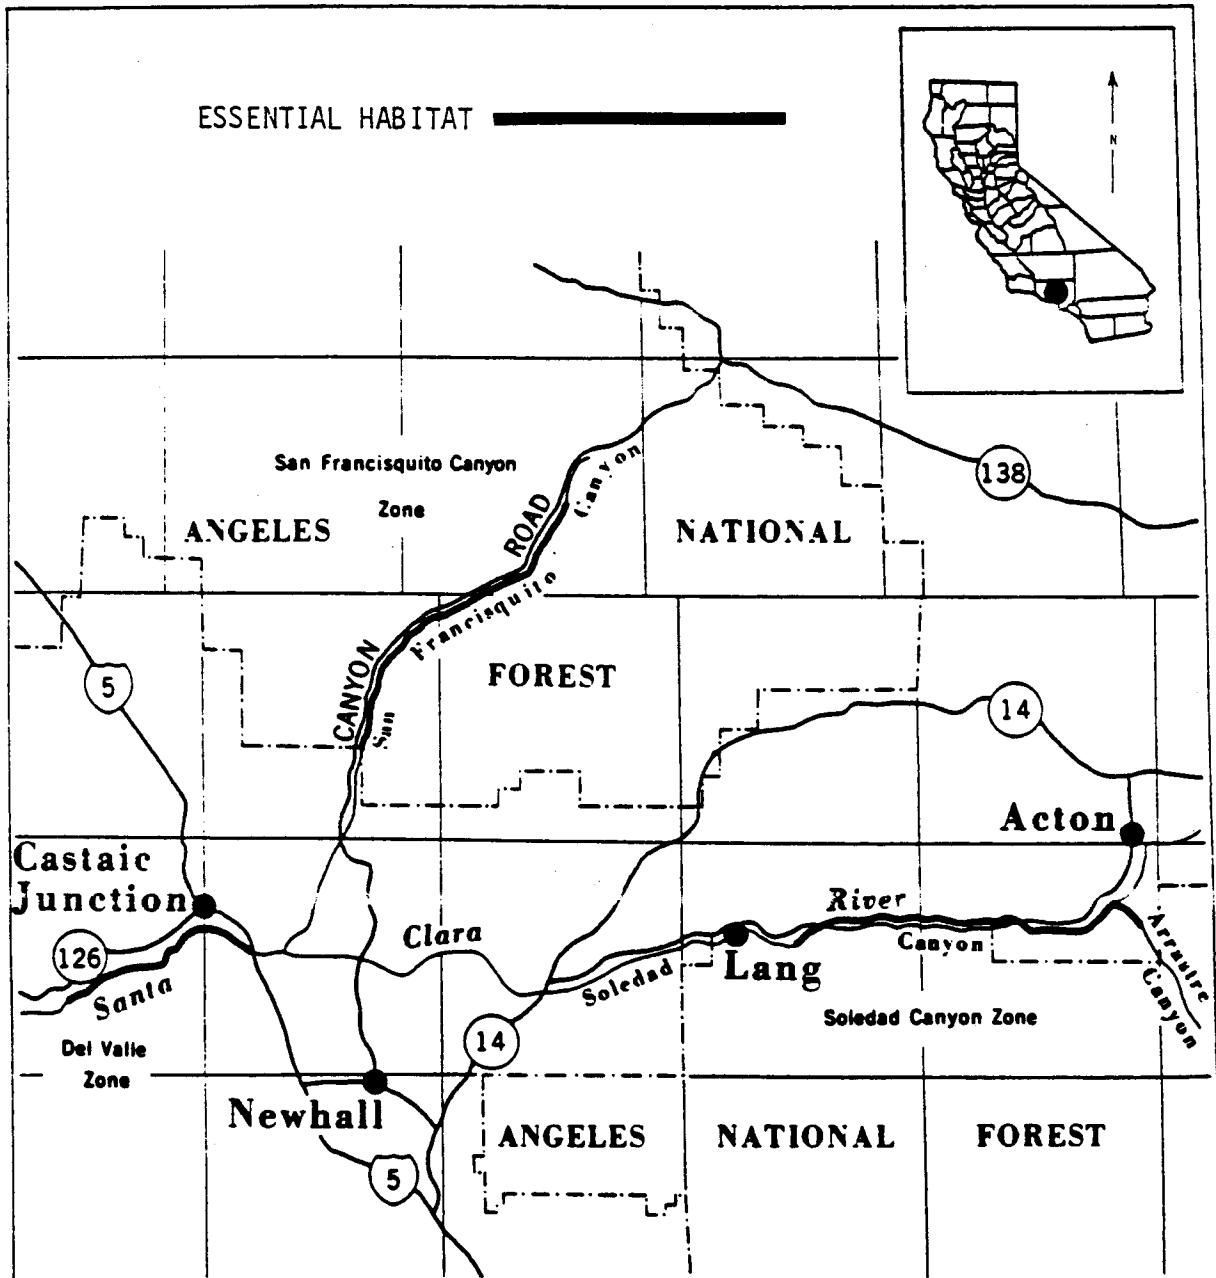 ESSENTIAL HABITAT
N
San Francisquito Canyon
Zone
ANGELES
NATIONAL
FOREST
138
CANYON ROAD
San Francisquito Canyon
5
14
Acton
Castaic
Junction
126
Santa
Clara
River
Soledad
Canyon
Lang
Arrautre
Canyon
Soledad Canyon Zone
Del Valle
Zone
14
Newhall
ANGELES
NATIONAL
FOREST
5